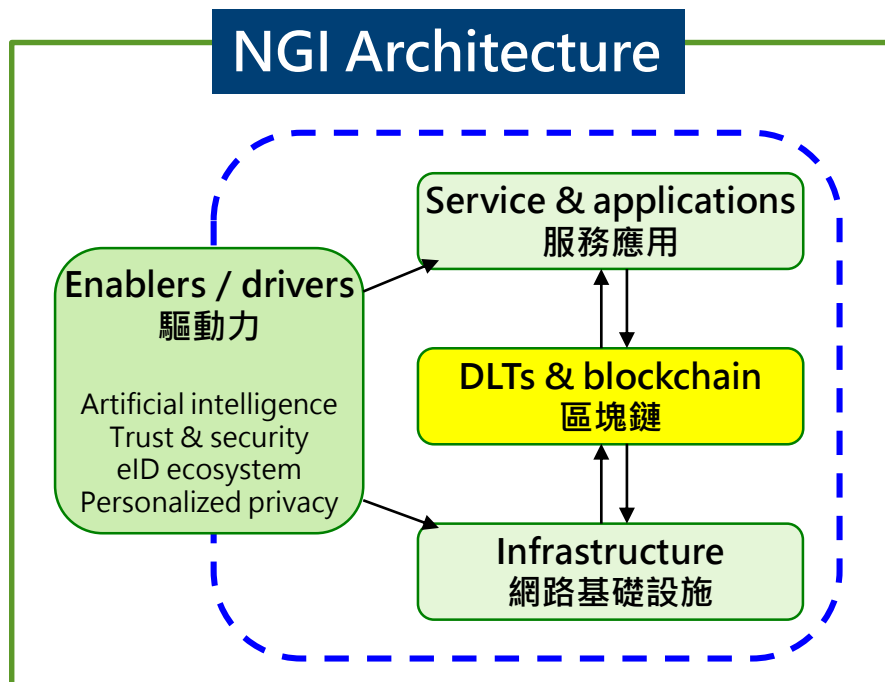 NGI Architecture
Service & applications
服務應用
Enablers / drivers
驅動力
Artificial intelligence
Trust & security
eID ecosystem
Personalized privacy
DLTs & blockchain
區塊鏈
Infrastructure
網路基礎設施